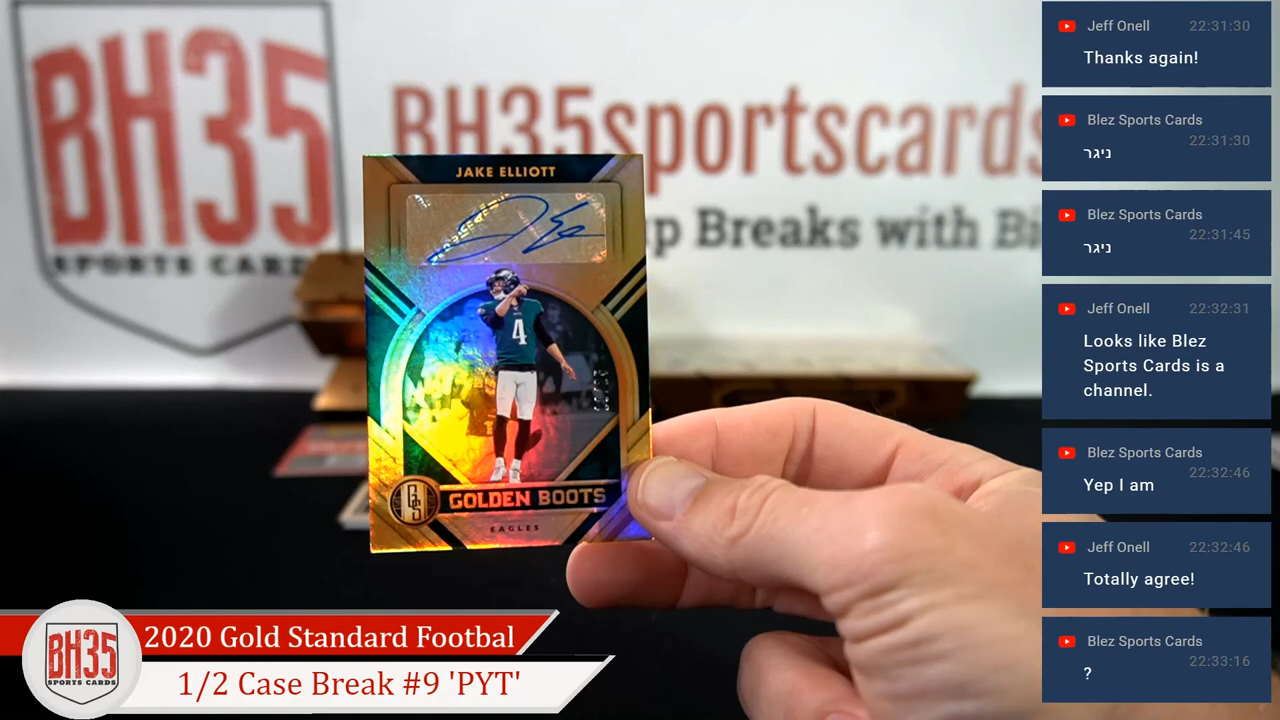 BH35
SPORTS CARDS
BH35sportscards
p Breaks with Bi
JAKE ELLIOTT
4
GS
GOLDEN BOOTS
EAGLES
BH35
SPORTS CARDS
2020 Gold Standard Footbal
1/2 Case Break #9 'PYT'
Jeff Onell 22:31:30
Thanks again!
Blez Sports Cards
22:31:30
ניגר
Blez Sports Cards
22:31:45
ניגר
Jeff Onell 22:32:31
Looks like Blez
Sports Cards is a
channel.
Blez Sports Cards
22:32:46
Yep I am
Jeff Onell 22:32:46
Totally agree!
Blez Sports Cards
22:33:16
?